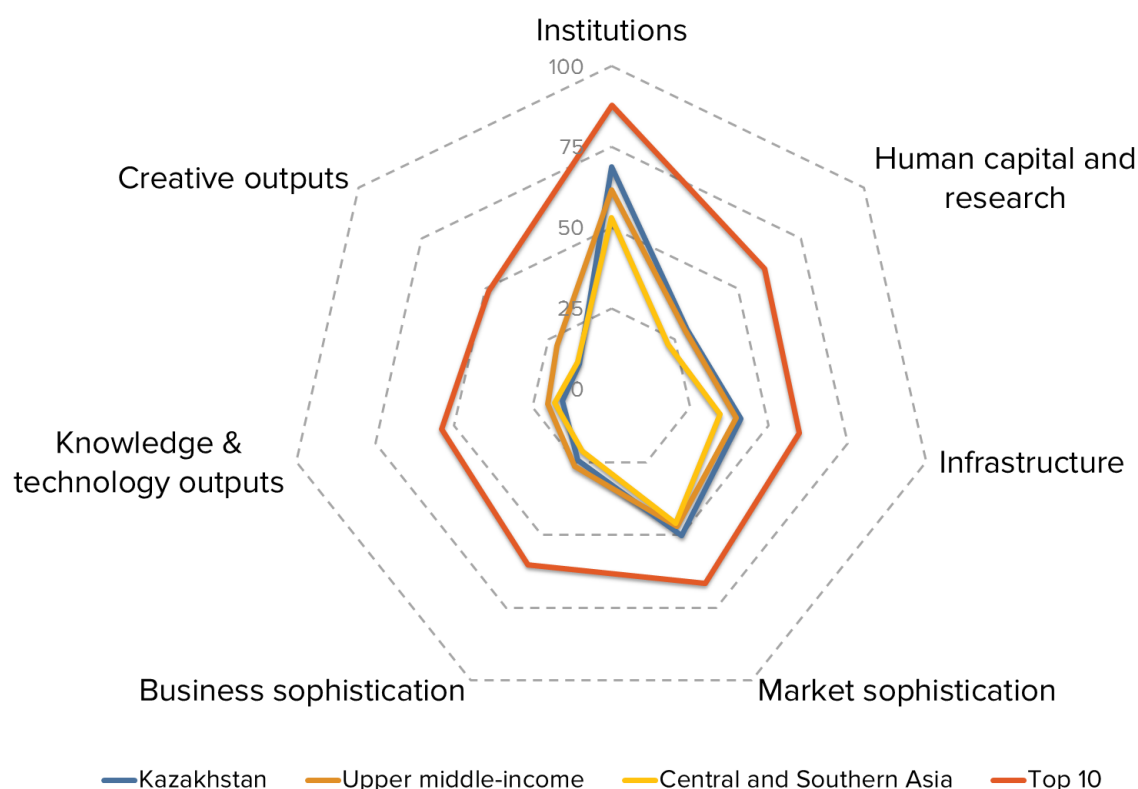 Institutions
100
75
50
25
0
Human capital and
research
Creative outputs
Knowledge &
technology outputs
Infrastructure
Business sophistication
Market sophistication
Kazakhstan
Upper middle-income
Central and Southern Asia
Top 10